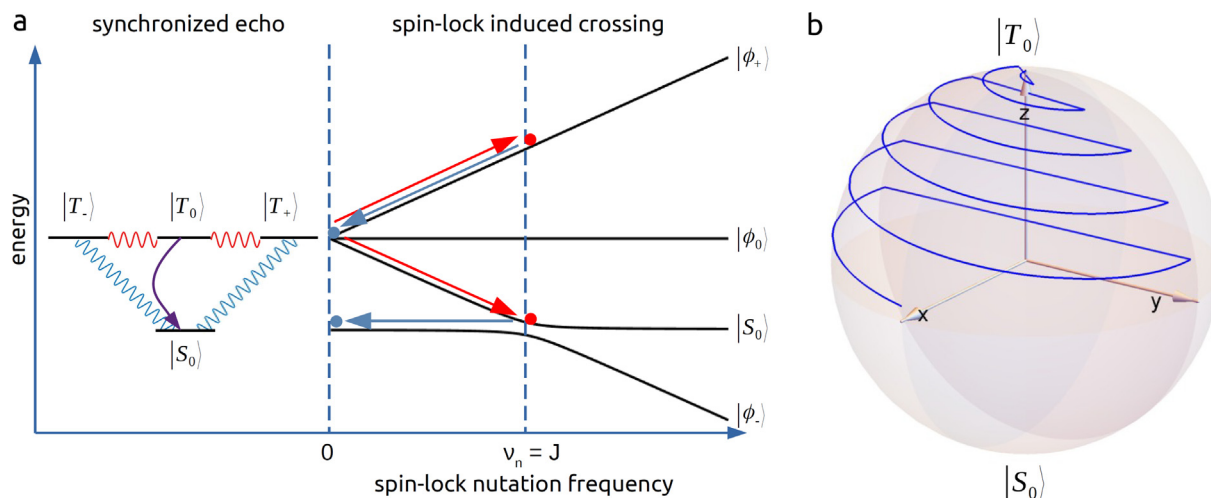 a
synchronized echo
spin-lock induced crossing
b
|T₀⟩
|ϕ₊⟩
energy
|T₋⟩ |T₀⟩ |T₊⟩
|ϕ₀⟩
|S₀⟩
|S₀⟩
|ϕ₋⟩
0
νₙ = J
spin-lock nutation frequency
z
x
y
|S₀⟩